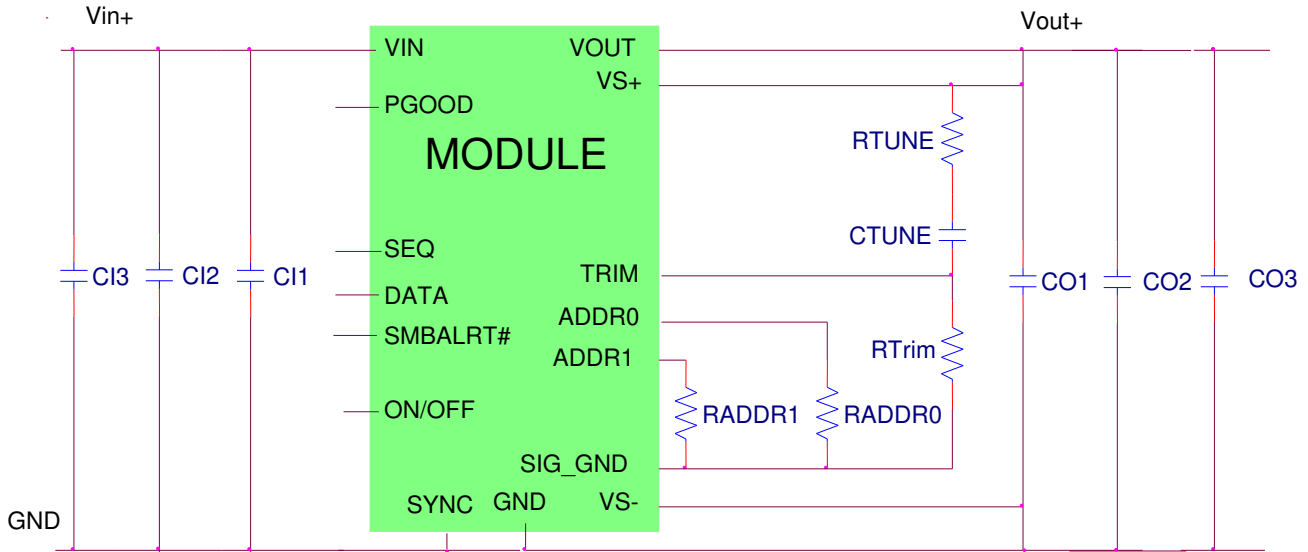 Vin+
Vout+
VIN
VOUT
VS+
PGOOD
MODULE
RTUNE
CTUNE
SEQ
TRIM
CI3
CI2
CI1
CO1
CO2
CO3
DATA
ADDR0
SMBALRT#
ADDR1
RTrim
ON/OFF
RADDR1
RADDR0
SIG_GND
SYNC
GND
VS-
GND